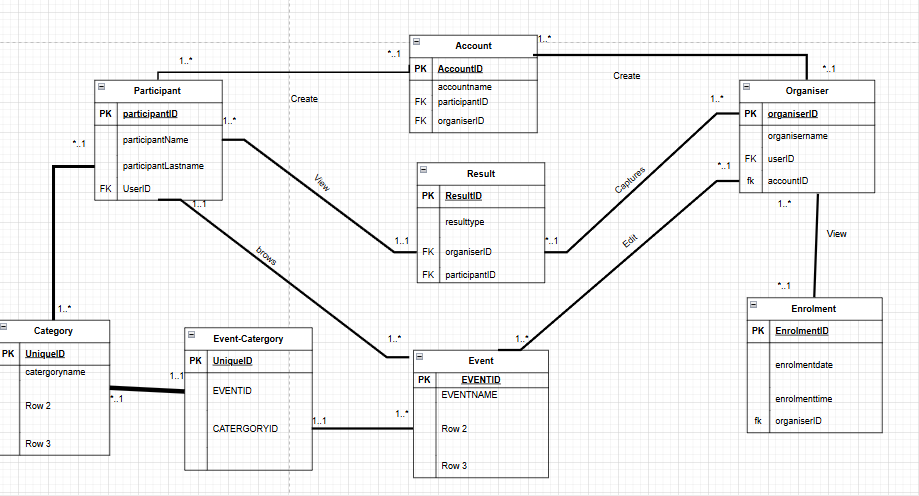 Account
PK AccountID
accountname
FK participantID
FK organiserID
1..*
*..1
1..*
*..1
Create
Create
Participant
PK participantID
participantName
participantLastname
FK UserID
Organiser
PK organiserID
organisername
FK userID
fk accountID
1..*
1..*
*..1
*..1
1..1
1..*
View
Captures
Result
PK ResultID
resulttype
FK organiserID
FK participantID
1..1
*..1
brows
Edit
View
*..1
1..*
1..*
1..*
Category
PK UniqueID
catergoryname
Row 2
Row 3
1..1
*..1
Event-Catergory
PK UniqueID
EVENTID
CATERGORYID
1..1
1..*
Event
PK EVENTID
EVENTNAME
Row 2
Row 3
Enrolment
PK EnrolmentID
enrolmentdate
enrolmenttime
fk organiserID